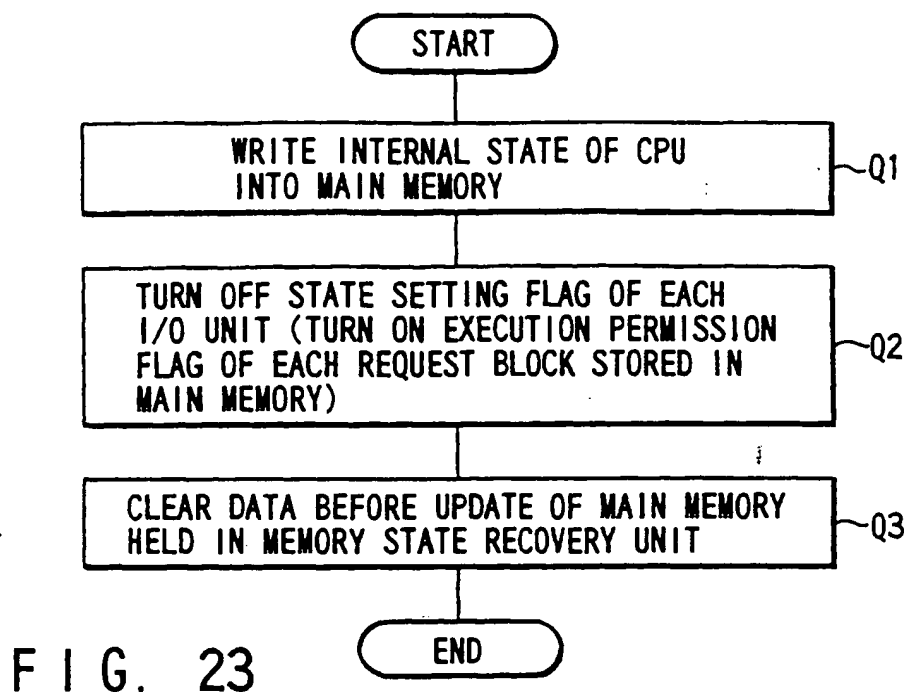 START
WRITE INTERNAL STATE OF CPU
INTO MAIN MEMORY
Q1
TURN OFF STATE SETTING FLAG OF EACH
I/O UNIT (TURN ON EXECUTION PERMISSION
FLAG OF EACH REQUEST BLOCK STORED IN
MAIN MEMORY)
Q2
CLEAR DATA BEFORE UPDATE OF MAIN MEMORY
HELD IN MEMORY STATE RECOVERY UNIT
Q3
END
FIG. 23